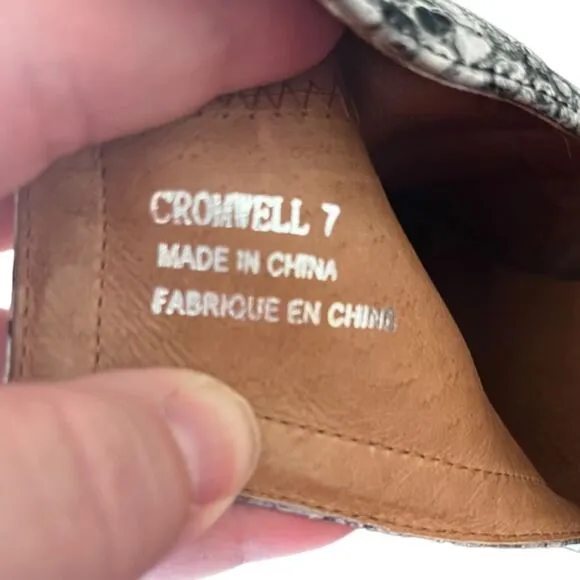 CROMWELL 7
MADE IN CHINA
FABRIQUE EN CHINE